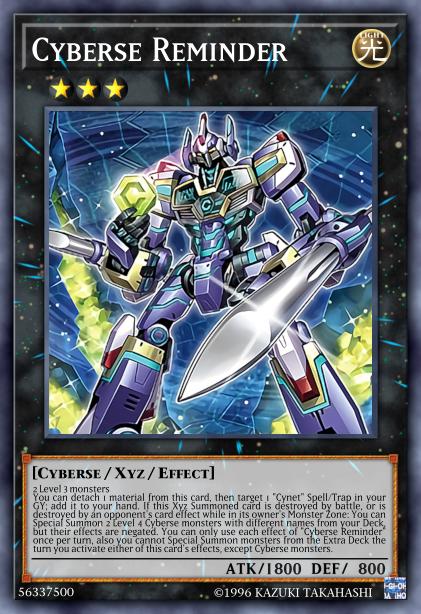 CYBERSE REMINDER
LIGHT
光
[CYBERSE / XYZ / EFFECT]
2 Level 3 monsters
You can detach 1 material from this card, then target 1 "Cynet" Spell/Trap in your
GY; add it to your hand. If this Xyz Summoned card is destroyed by battle, or is
destroyed by an opponent's card effect while in its owner's Monster Zone: You can
Special Summon 2 Level 4 Cyberse monsters with different names from your Deck,
but their effects are negated. You can only use each effect of "Cyberse Reminder"
once per turn, also you cannot Special Summon monsters from the Extra Deck the
turn you activate either of this card's effects, except Cyberse monsters.
ATK/1800 DEF/ 800
56337500
©1996 KAZUKI TAKAHASHI